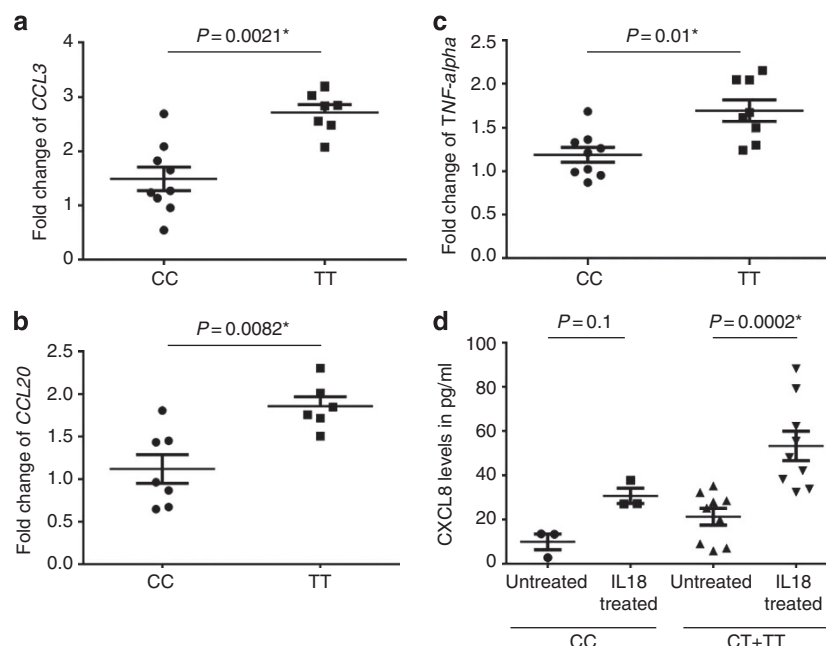 a
P = 0.0021*
Fold change of CCL3
4
3
2
1
0
CC
TT
b
P = 0.0082*
Fold change of CCL20
2.5
2.0
1.5
1.0
0.5
0.0
CC
TT
c
P = 0.01*
Fold change of TNF-alpha
2.5
2.0
1.5
1.0
0.5
0.0
CC
TT
d
P = 0.1
P = 0.0002*
CXCL8 levels in pg/ml
100
80
60
40
20
0
Untreated
IL18
treated
Untreated
IL18
treated
CC
CT+TT